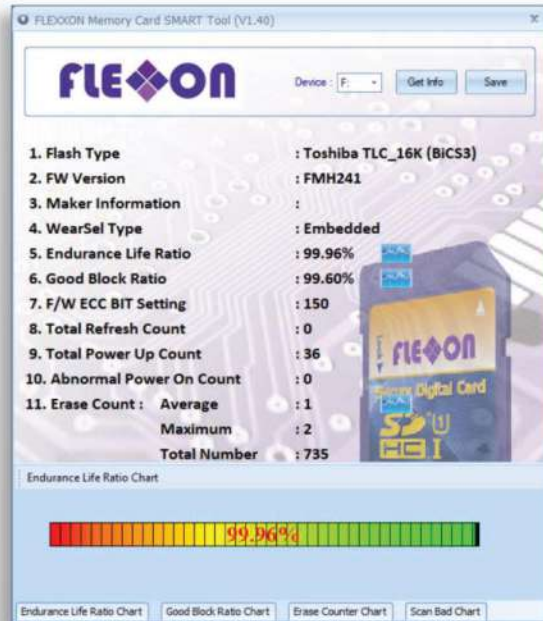 FLEXXON Memory Card SMART Tool (V1.40)
FLEXXON
Device : F: Get Info Save
1. Flash Type : Toshiba TLC_16K (BiCS3)
2. FW Version : FMH241
3. Maker Information :
4. WearSel Type : Embedded
5. Endurance Life Ratio : 99.96%
6. Good Block Ratio : 99.60%
7. F/W ECC BIT Setting : 150
8. Total Refresh Count : 0
9. Total Power Up Count : 36
10. Abnormal Power On Count : 0
11. Erase Count : Average : 1
Maximum : 2
Total Number : 735
Lock
FLEXXON
Secure Digital Card
SD HC I U1
Endurance Life Ratio Chart
99.96%
Endurance Life Ratio Chart Good Block Ratio Chart Erase Counter Chart Scan Bad Chart